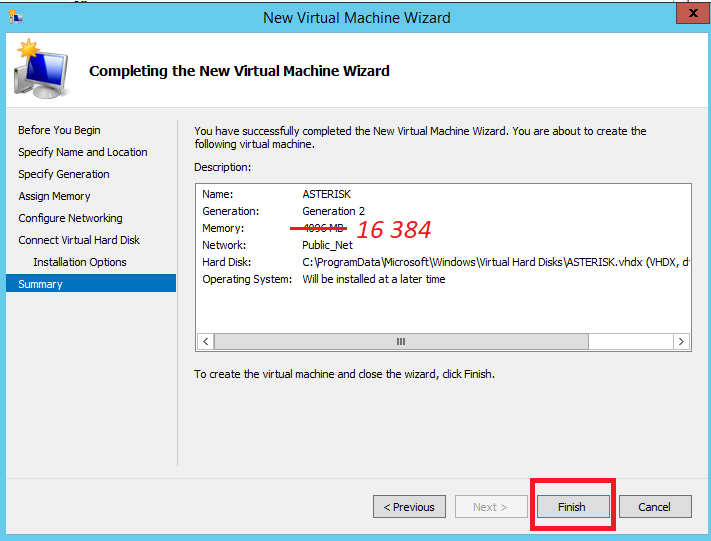 New Virtual Machine Wizard
x
Completing the New Virtual Machine Wizard
Before You Begin
Specify Name and Location
Specify Generation
Assign Memory
Configure Networking
Connect Virtual Hard Disk
Installation Options
Summary
You have successfully completed the New Virtual Machine Wizard. You are about to create the
following virtual machine.
Description:
Name: ASTERISK
Generation: Generation 2
Memory: 4096 MB 16 384
Network: Public_Net
Hard Disk: C:\ProgramData\Microsoft\Windows\Virtual Hard Disks\ASTERISK.vhdx (VHDX, d
Operating System: Will be installed at a later time
To create the virtual machine and close the wizard, click Finish.
< Previous Next > Finish Cancel